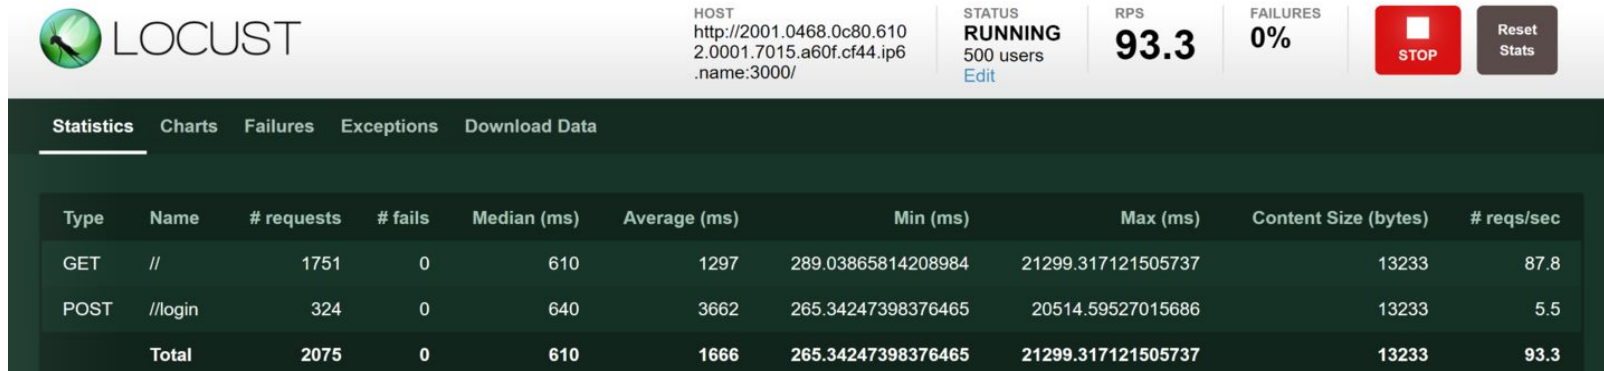 LOCUST
HOST
http://2001.0468.0c80.610
2.0001.7015.a60f.cf44.ip6
.name:3000/
STATUS
RUNNING
500 users
Edit
RPS
93.3
FAILURES
0%
STOP
Reset
Stats
Statistics Charts Failures Exceptions Download Data
Type Name # requests # fails Median (ms) Average (ms) Min (ms) Max (ms) Content Size (bytes) # reqs/sec
GET // 1751 0 610 1297 289.03865814208984 21299.317121505737 13233 87.8
POST //login 324 0 640 3662 265.34247398376465 20514.59527015686 13233 5.5
Total 2075 0 610 1666 265.34247398376465 21299.317121505737 13233 93.3